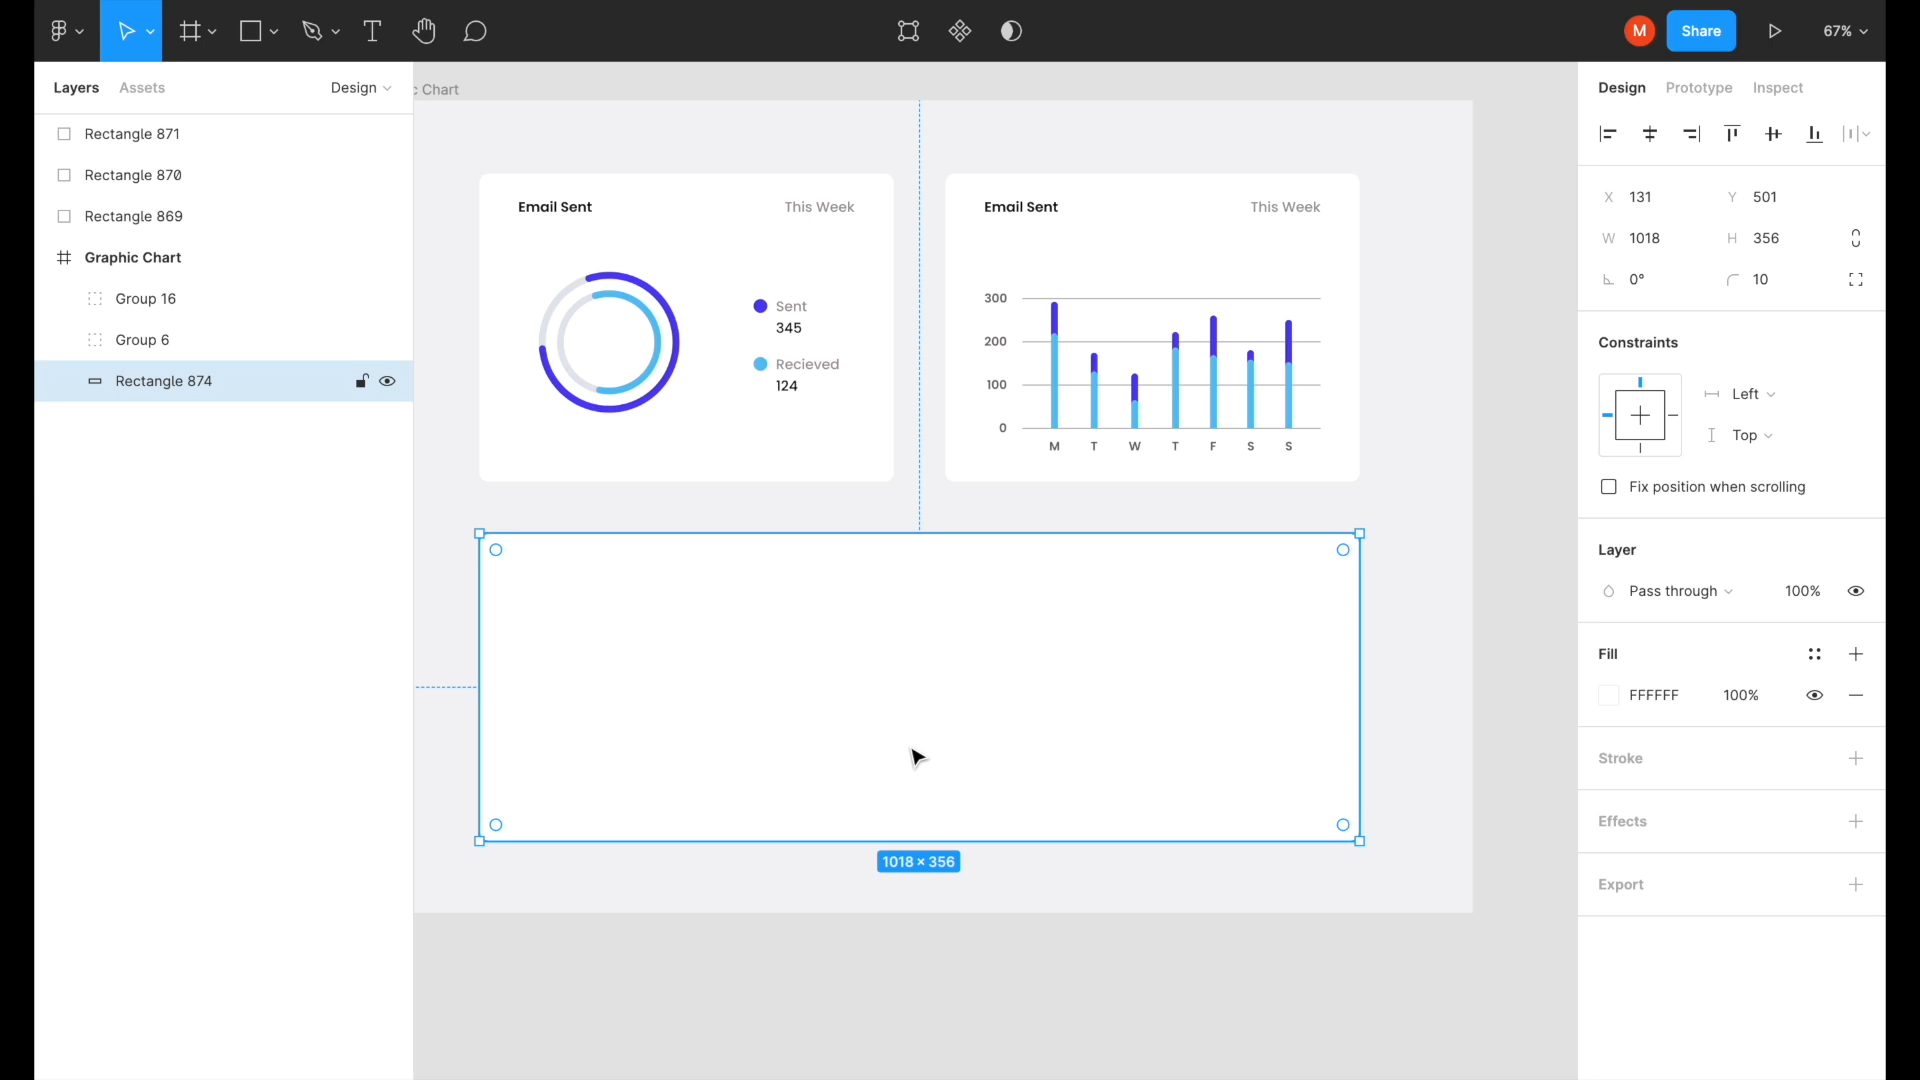 M
Share
67%
Layers
Assets
Design
c Chart
Design
Prototype
Inspect
Rectangle 871
Rectangle 870
Rectangle 869
Graphic Chart
Group 16
Group 6
Rectangle 874
Email Sent
This Week
Sent
345
Recieved
124
Email Sent
This Week
300
200
100
0
M T W T F S S
1018 × 356
X 131 Y 501
W 1018 H 356
0° 10
Constraints
Left
Top
Fix position when scrolling
Layer
Pass through 100%
Fill
FFFFFF 100%
Stroke
Effects
Export